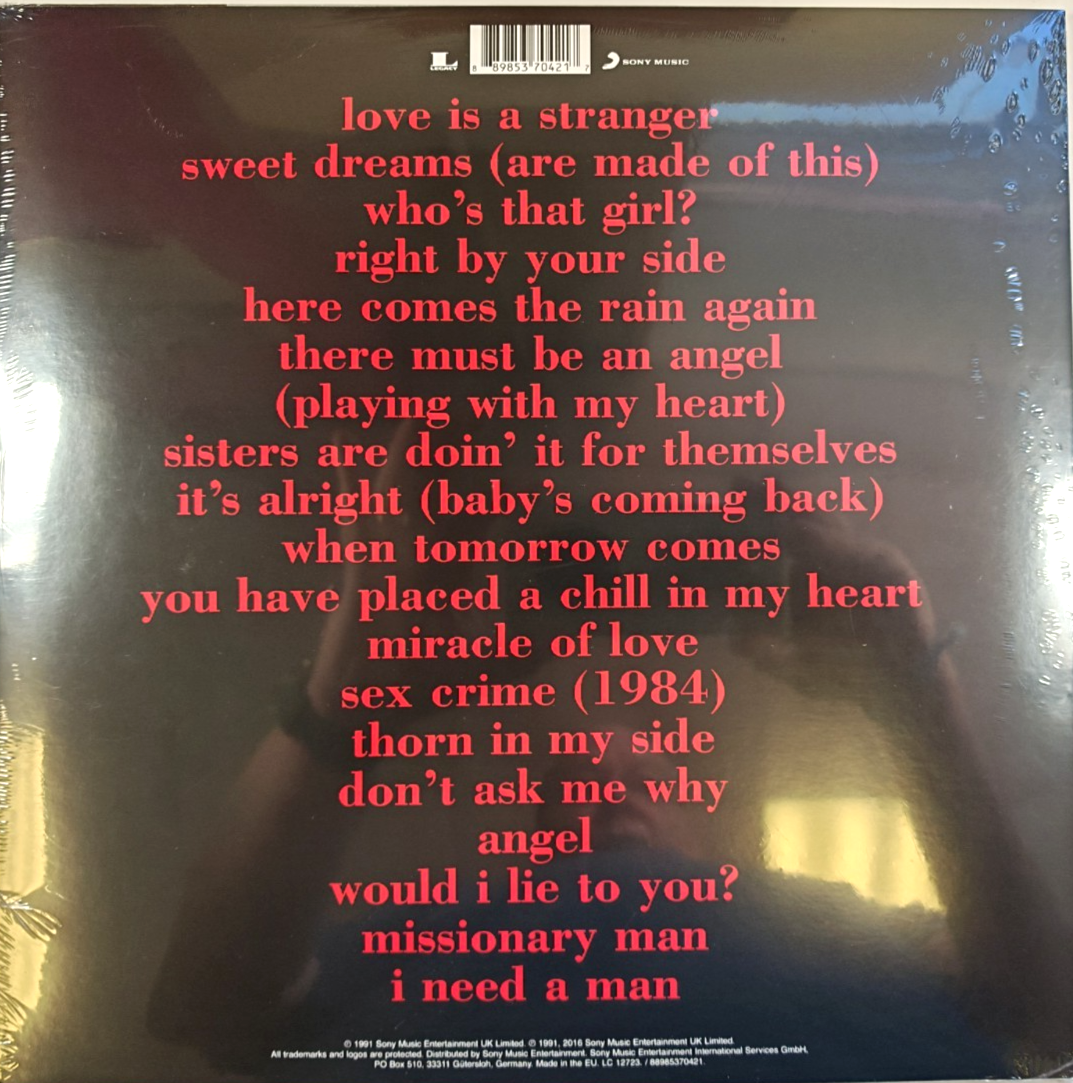 LEGACY
8 89853 70421 7
SONY MUSIC
love is a stranger
sweet dreams (are made of this)
who's that girl?
right by your side
here comes the rain again
there must be an angel
(playing with my heart)
sisters are doin' it for themselves
it's alright (baby's coming back)
when tomorrow comes
you have placed a chill in my heart
miracle of love
sex crime (1984)
thorn in my side
don't ask me why
angel
would i lie to you?
missionary man
i need a man
© 1991 Sony Music Entertainment UK Limited. ℗ 1991, 2016 Sony Music Entertainment UK Limited.
All trademarks and logos are protected. Distributed by Sony Music Entertainment. Sony Music Entertainment International Services GmbH,
PO Box 510, 33311 Gütersloh, Germany. Made in the EU. LC 12723. / 88985370421